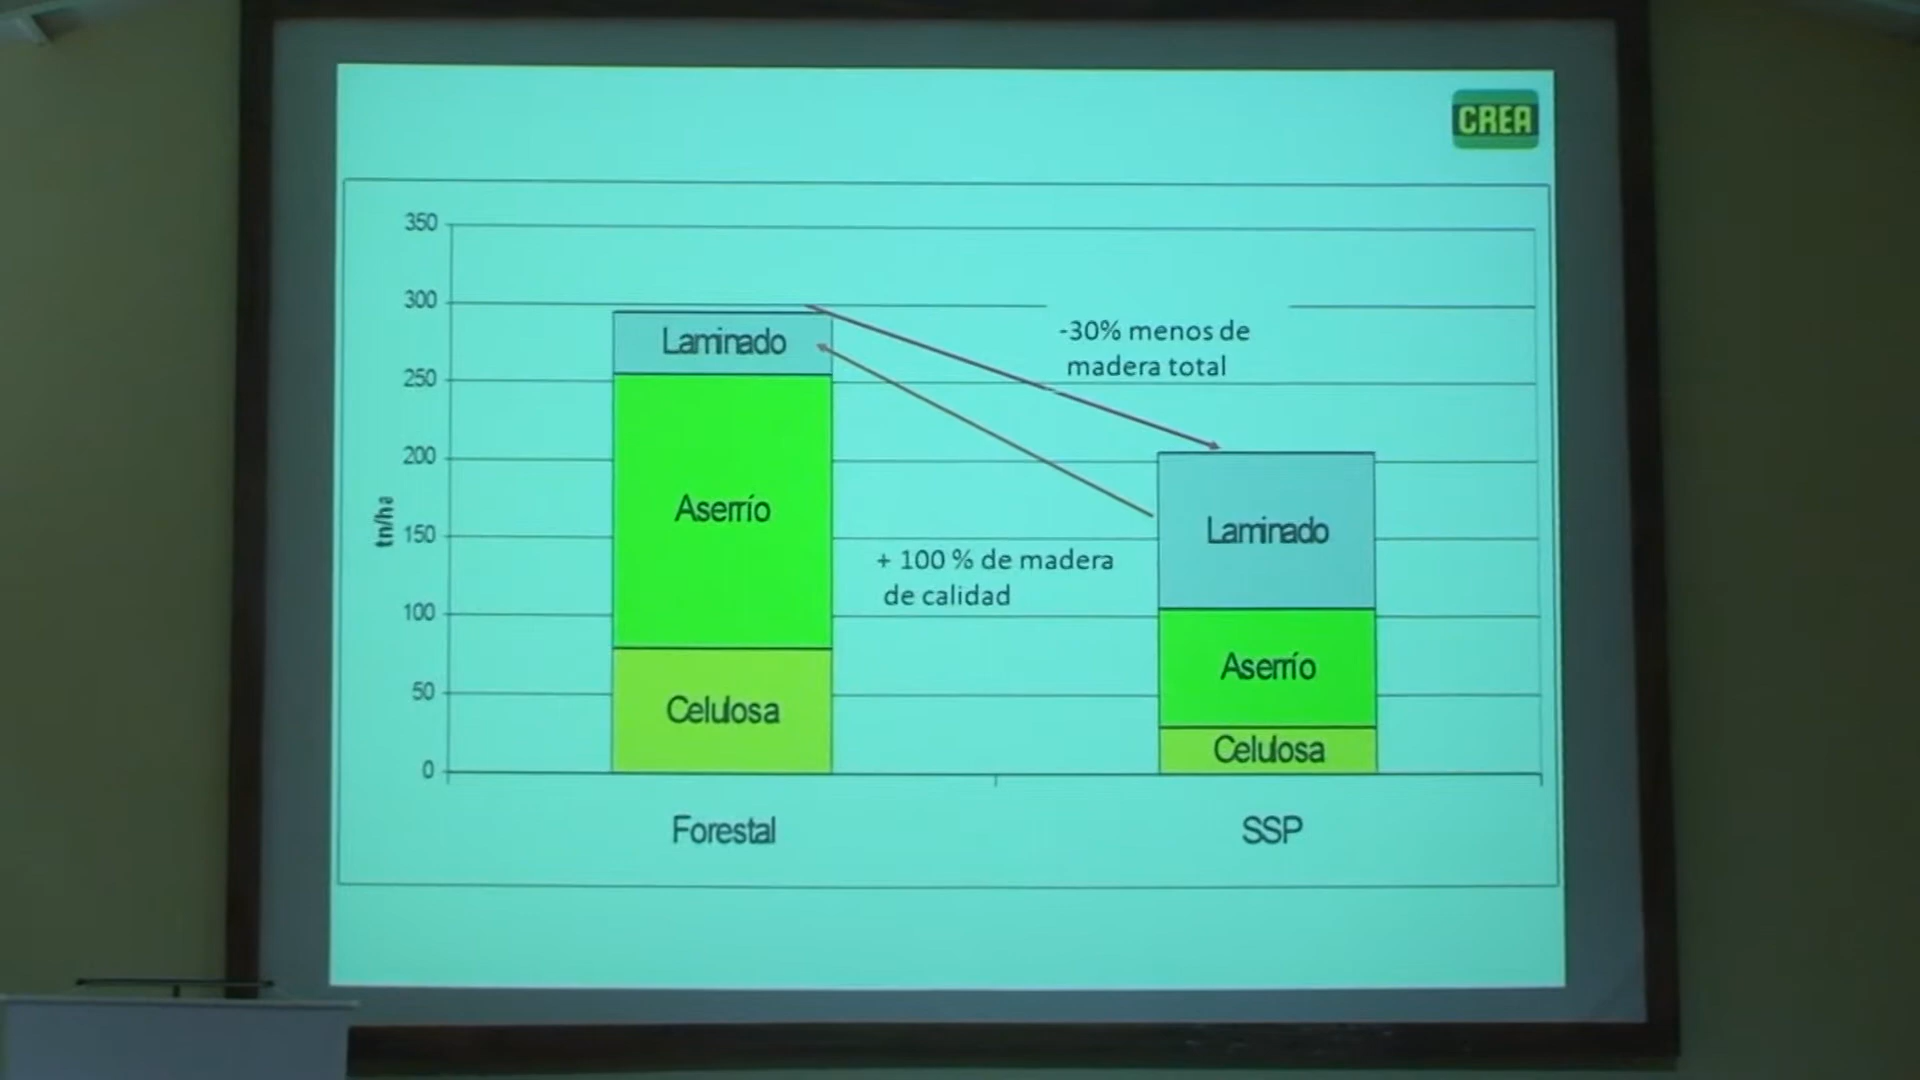 CREA
350
300
250
200
150
100
50
0
tn/ha
Laminado
Aserrío
Celulosa
-30% menos de
madera total
+ 100 % de madera
de calidad
Laminado
Aserrío
Celulosa
Forestal
SSP